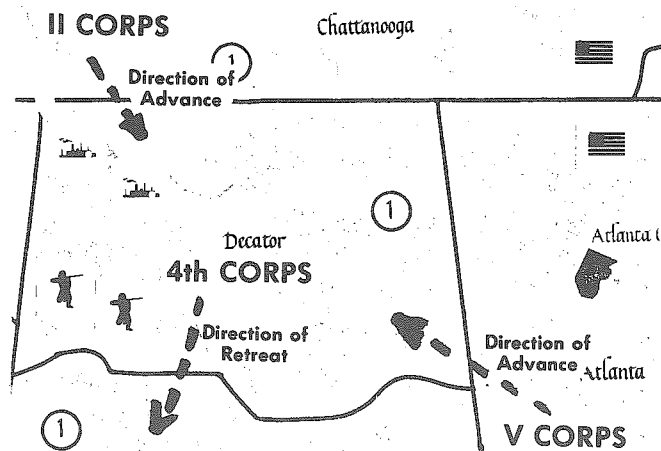 II CORPS
Chattanooga
1
Direction of
Advance
1
Decator
4th CORPS
Atlanta
Direction of
Retreat
Direction of
Advance
Atlanta
1
V CORPS